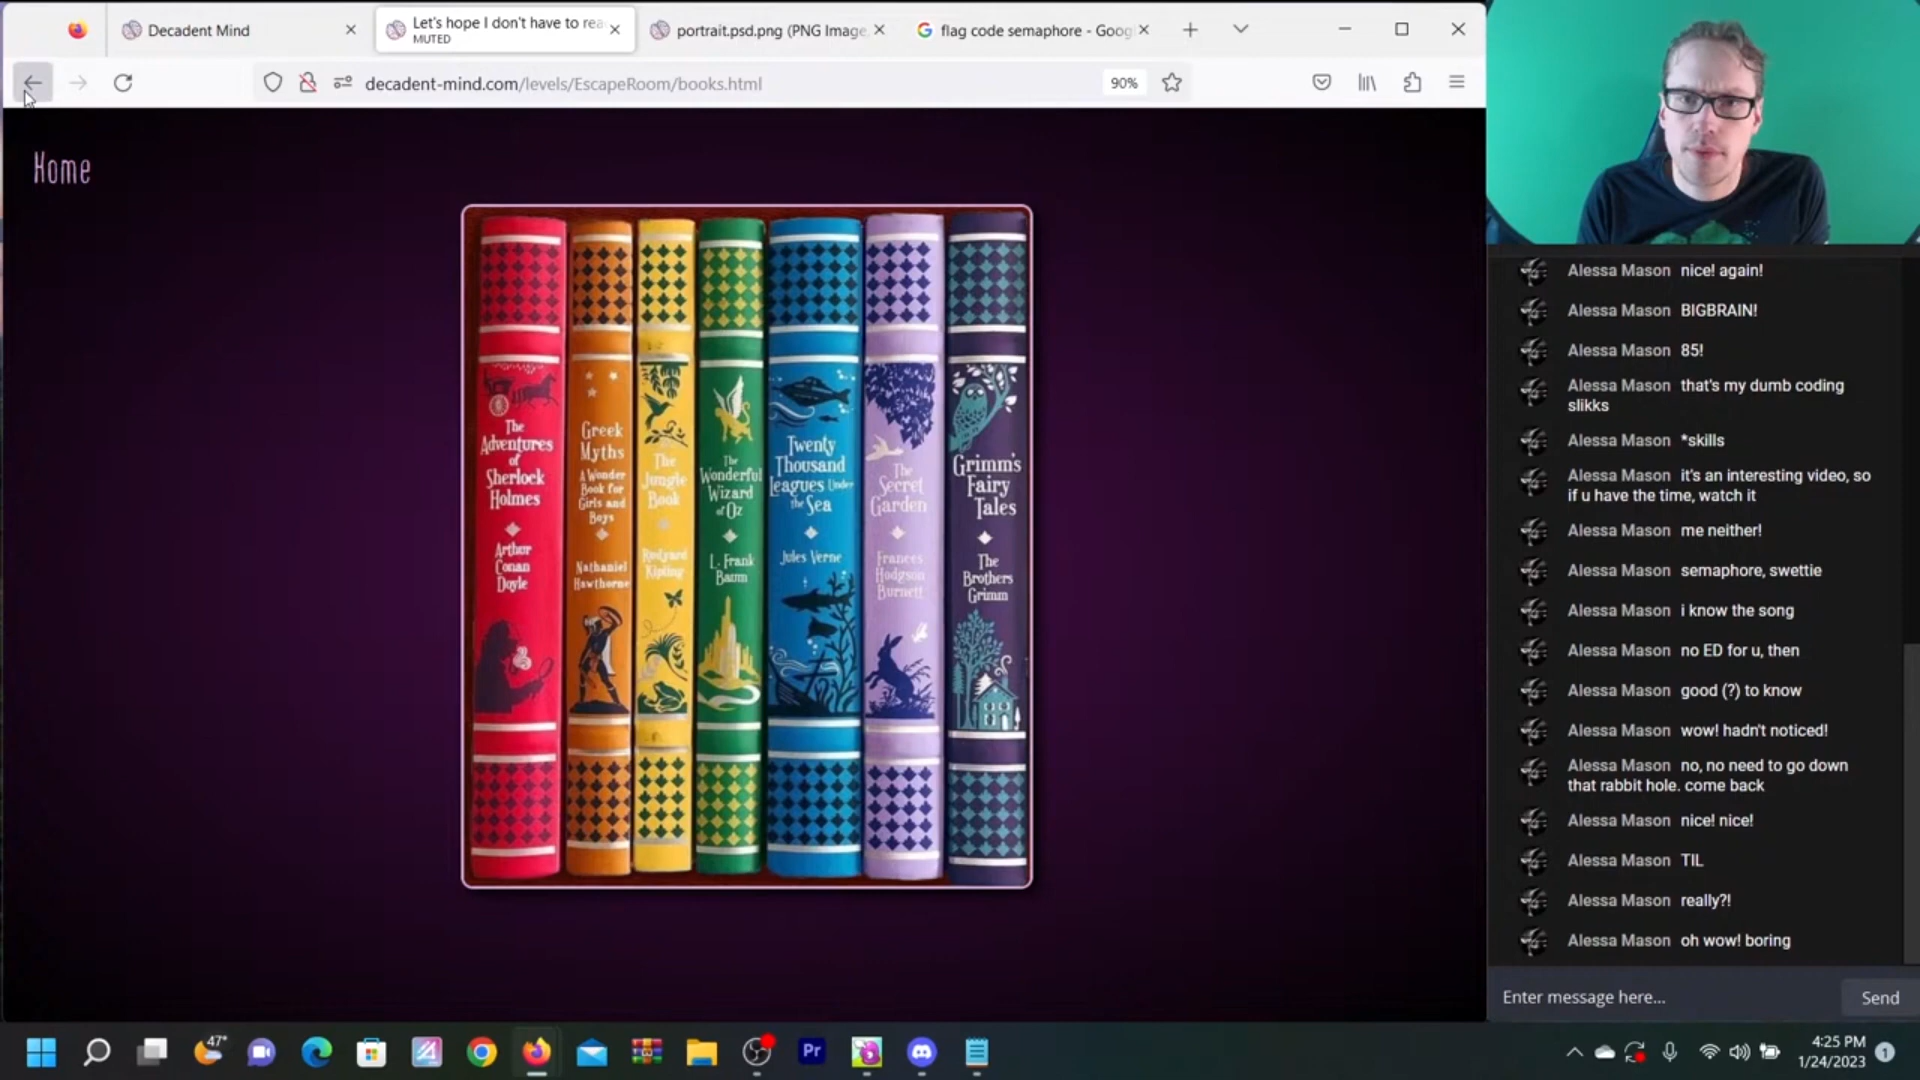 Decadent Mind
Let's hope I don't have to rea
MUTED
portrait.psd.png (PNG Image,
flag code semaphore - Goog
decadent-mind.com/levels/EscapeRoom/books.html
90%
Home
The
Adventures
of
Sherlock
Holmes
Arthur
Conan
Doyle
Greek
Myths
A Wonder
Book for
Girls and
Boys
Nathaniel
Hawthorne
The
Jungle
Book
Rudyard
Kipling
The
Wonderful
Wizard
of Oz
L. Frank
Baum
Twenty
Thousand
Leagues Under
the Sea
Jules Verne
The
Secret
Garden
Frances
Hodgson
Burnett
Grimm's
Fairy
Tales
The
Brothers
Grimm
Alessa Mason nice! again!
Alessa Mason BIGBRAIN!
Alessa Mason 85!
Alessa Mason that's my dumb coding
slikks
Alessa Mason *skills
Alessa Mason it's an interesting video, so
if u have the time, watch it
Alessa Mason me neither!
Alessa Mason semaphore, swettie
Alessa Mason i know the song
Alessa Mason no ED for u, then
Alessa Mason good (?) to know
Alessa Mason wow! hadn't noticed!
Alessa Mason no, no need to go down
that rabbit hole. come back
Alessa Mason nice! nice!
Alessa Mason TIL
Alessa Mason really?!
Alessa Mason oh wow! boring
Enter message here...
Send
47°
Pr
4:25 PM
1/24/2023
1